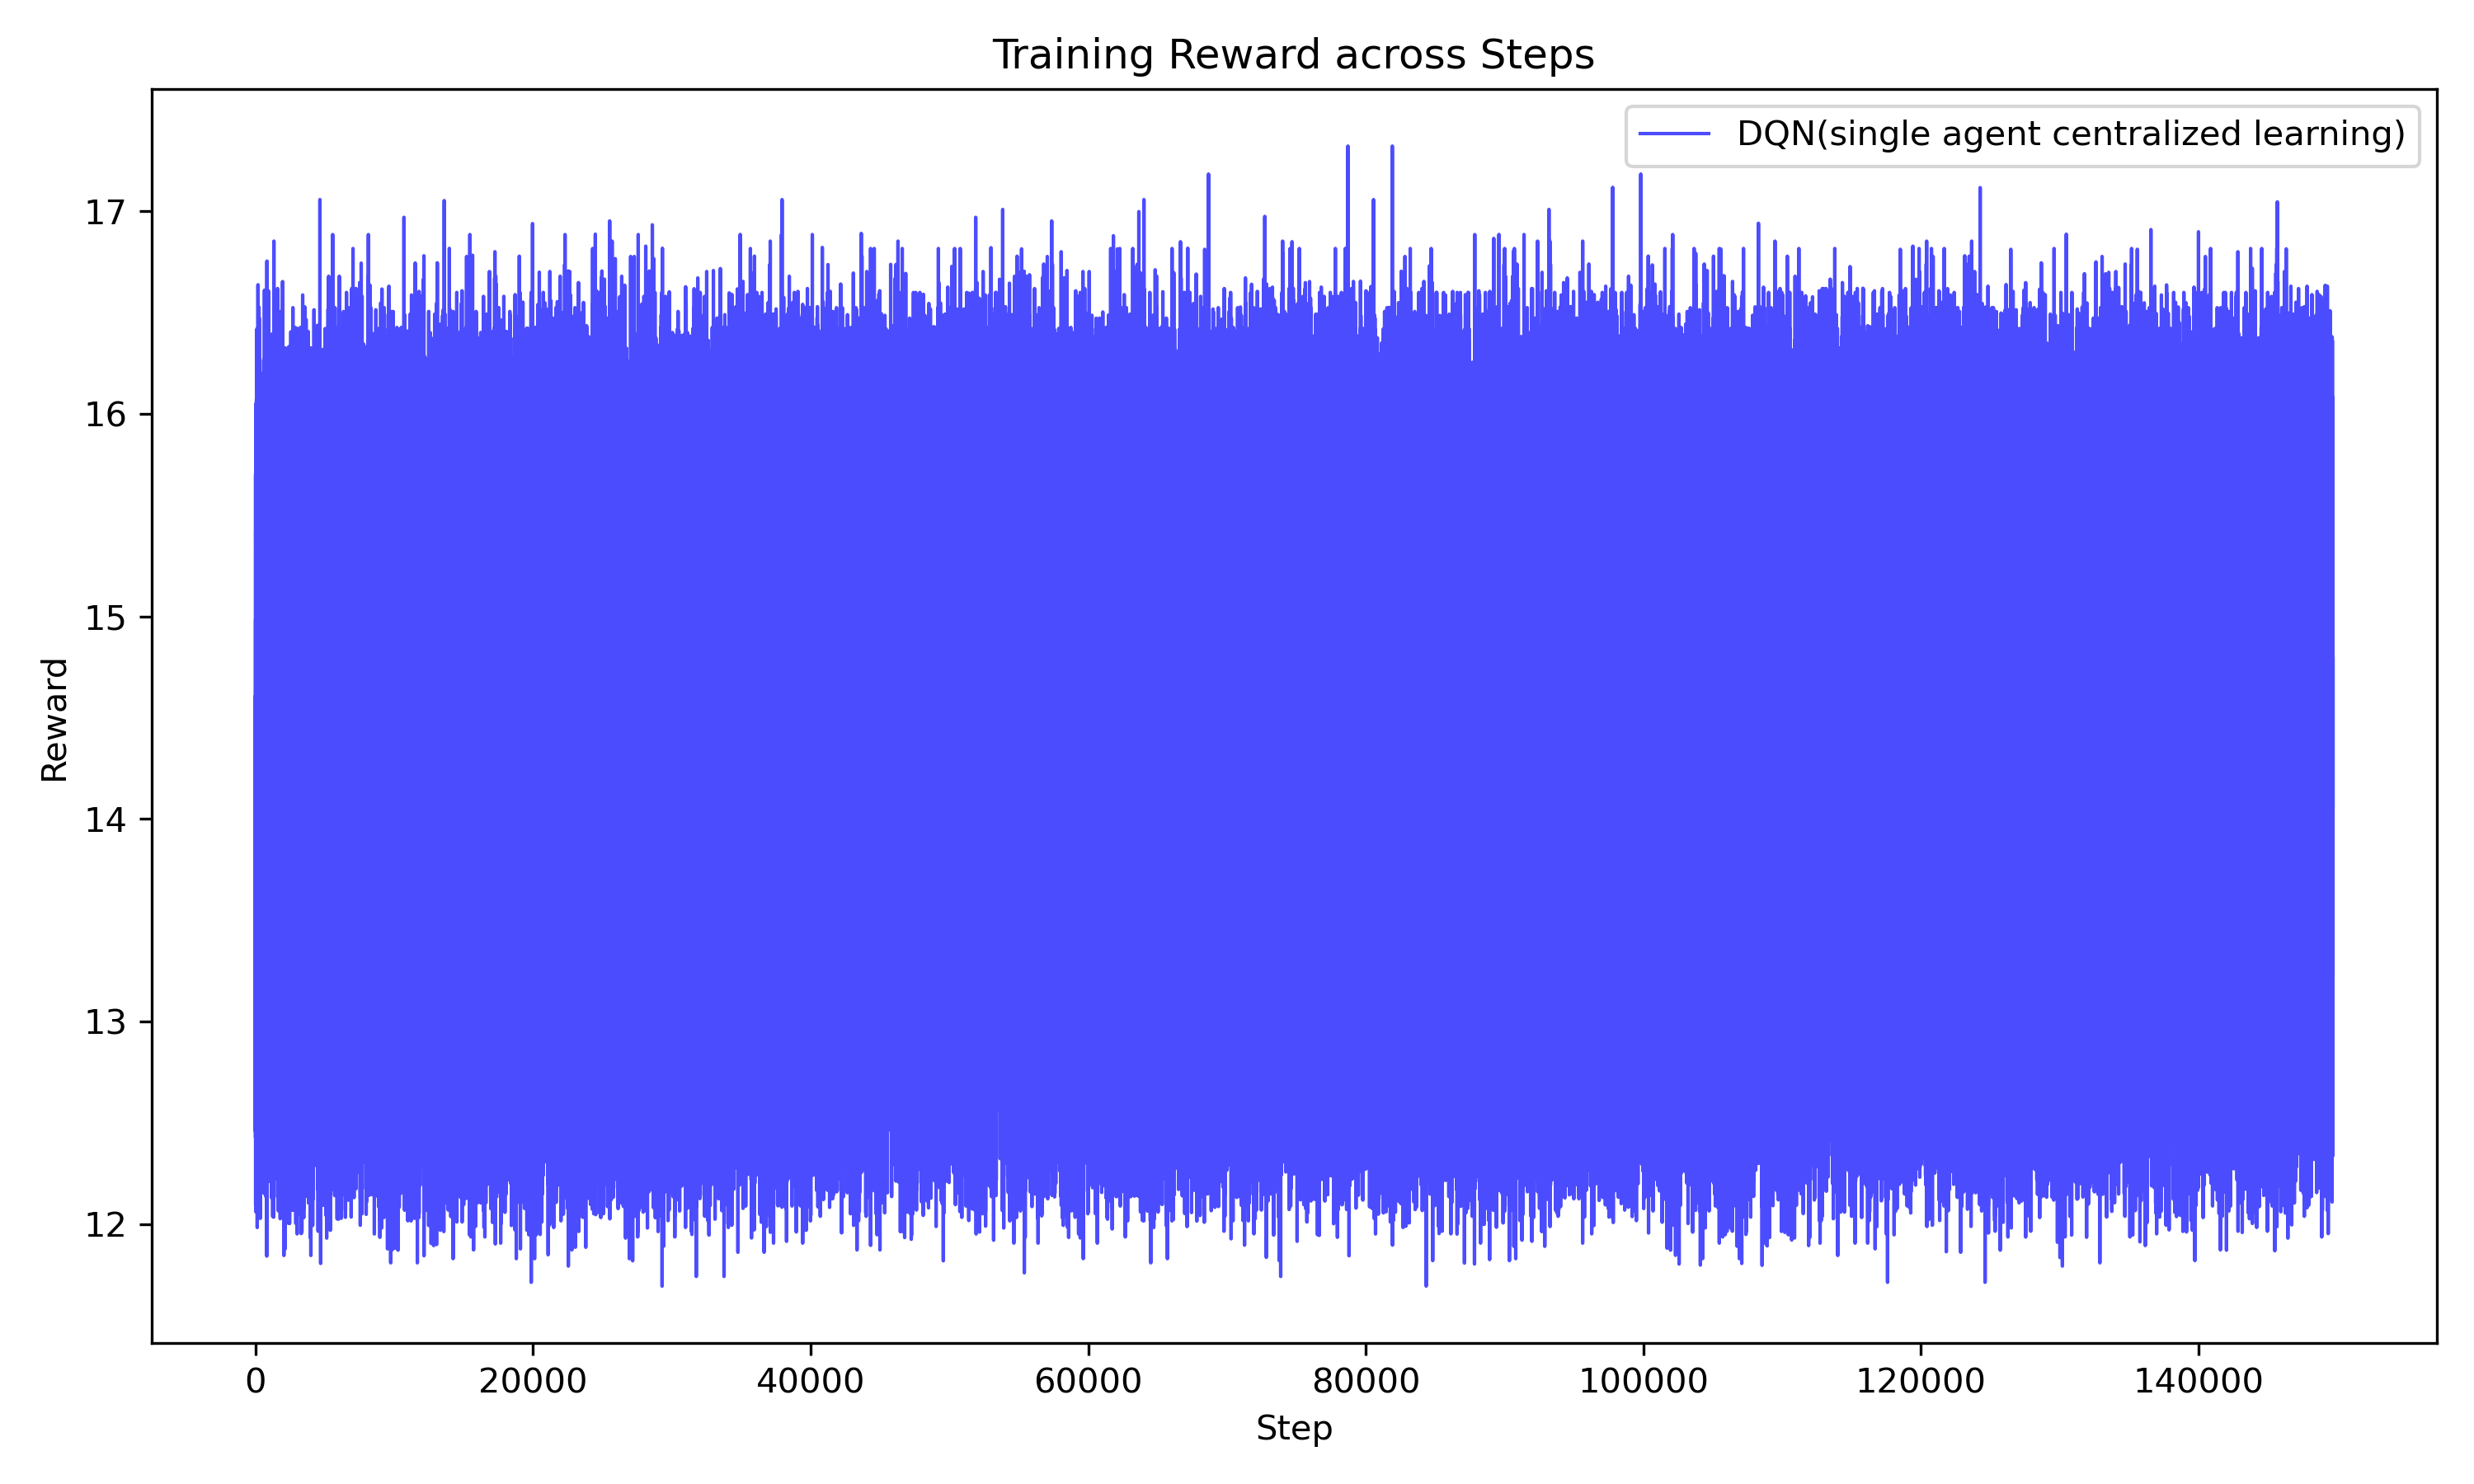 Training Reward across Steps
DQN(single agent centralized learning)
17
16
15
14
13
12
Reward
0 20000 40000 60000 80000 100000 120000 140000
Step